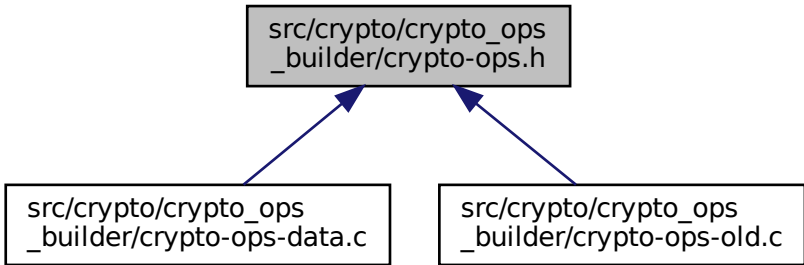 src/crypto/crypto_ops
_builder/crypto-ops.h
src/crypto/crypto_ops
_builder/crypto-ops-data.c
src/crypto/crypto_ops
_builder/crypto-ops-old.c